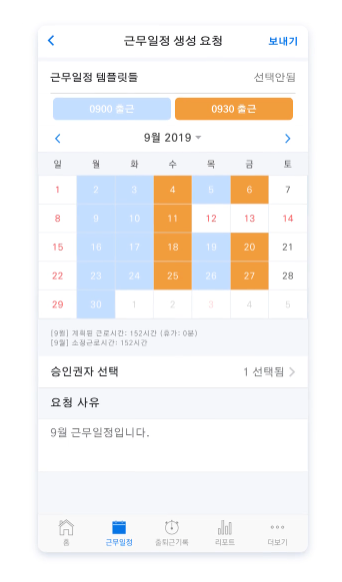 근무일정 생성 요청 보내기
근무일정 템플릿들 선택안됨
0900 출근 0930 출근
9월 2019
일 월 화 수 목 금 토
1 2 3 4 5 6 7
8 9 10 11 12 13 14
15 16 17 18 19 20 21
22 23 24 25 26 27 28
29 30 1 2 3 4 5
[9월] 계획된 근로시간: 152시간 (휴가: 0분)
[9월] 소정근로시간: 152시간
승인권자 선택 1 선택됨
요청 사유
9월 근무일정입니다.
홈 근무일정 출퇴근기록 리포트 더보기